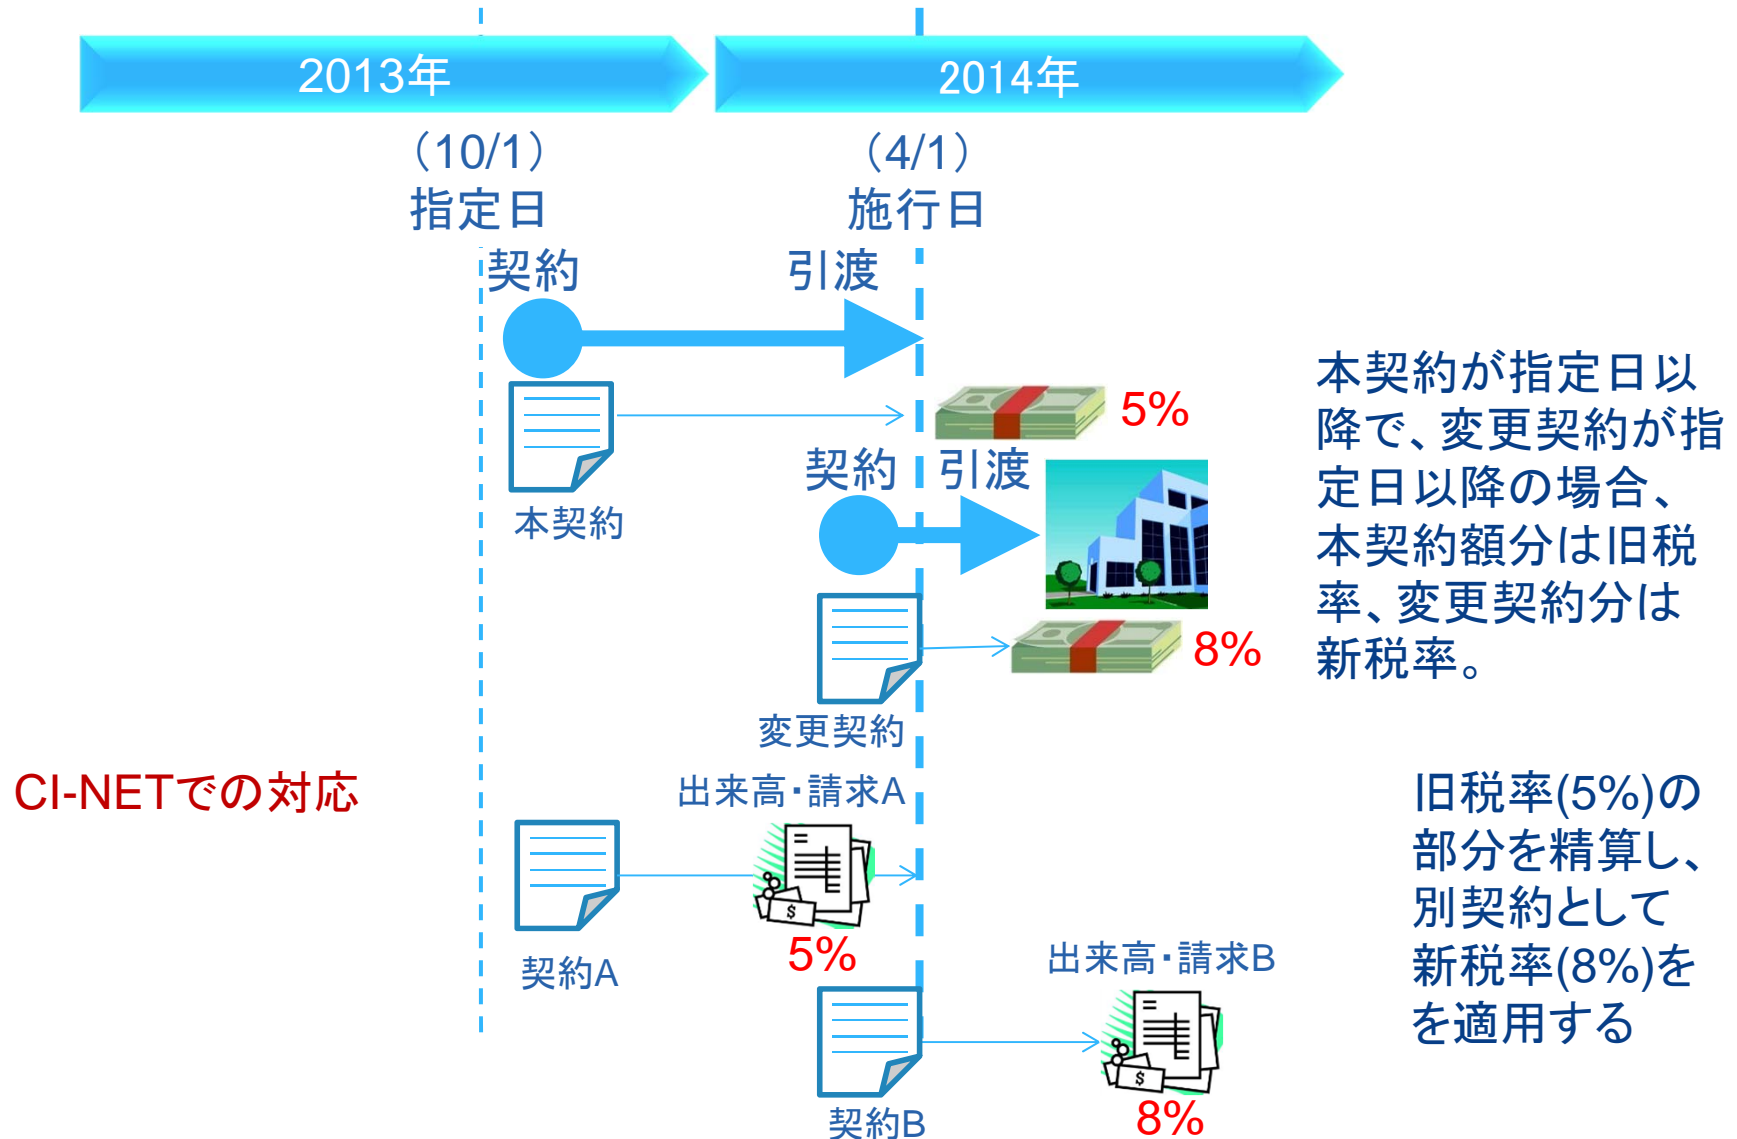 2013年
2014年
（10/1）
指定日
（4/1）
施行日
契約
引渡
5%
本契約
契約
引渡
8%
変更契約
本契約が指定日以
降で、変更契約が指
定日以降の場合、
本契約額分は旧税
率、変更契約分は
新税率。
CI-NETでの対応
出来高・請求A
$
5%
契約A
出来高・請求B
$
8%
契約B
旧税率(5%)の
部分を精算し、
別契約として
新税率(8%)を
を適用する